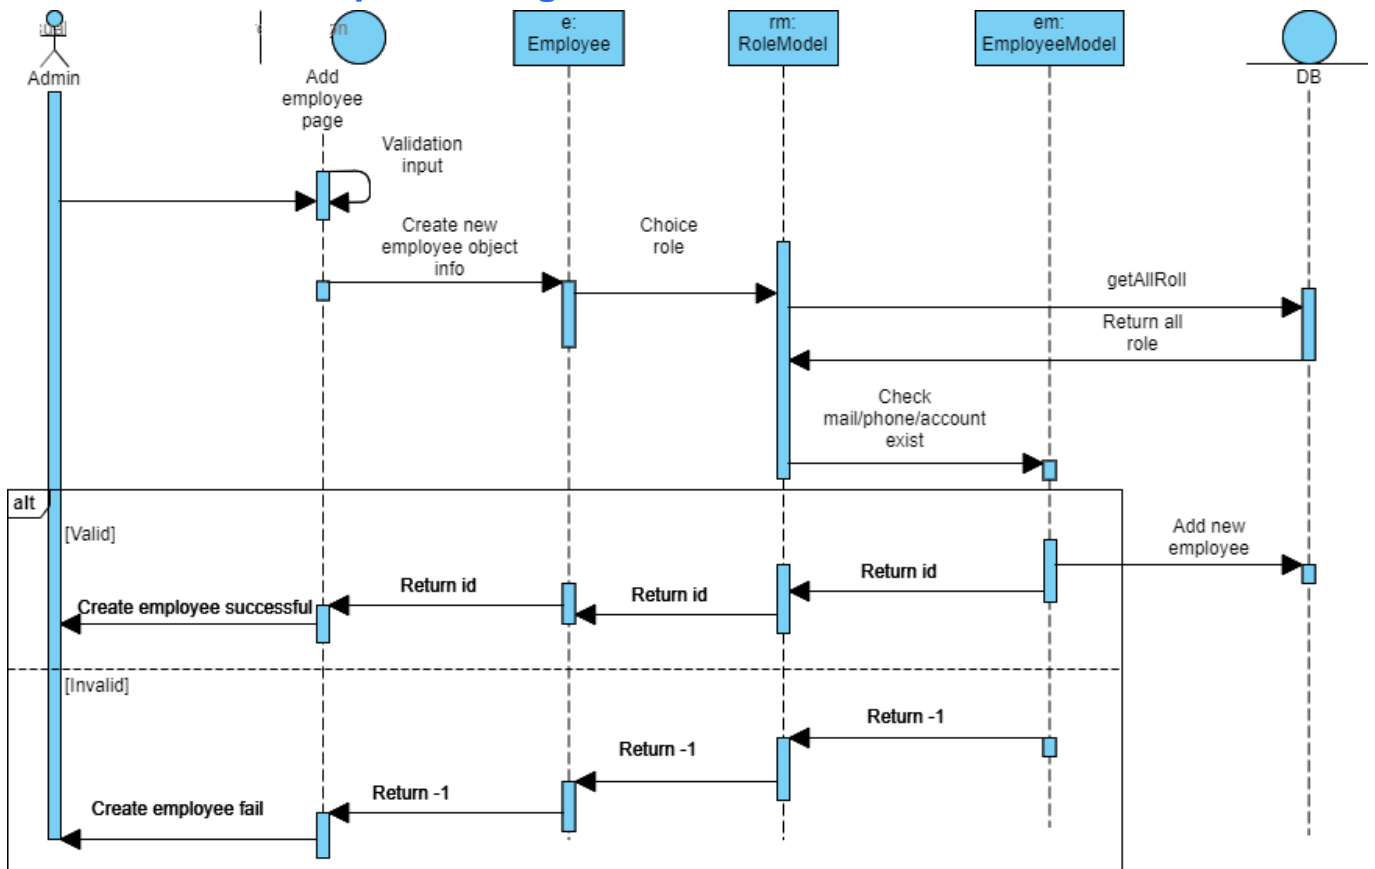 e:
Employee
rm:
RoleModel
em:
EmployeeModel
Admin
Add
employee
page
DB
Validation
input
Create new
employee object
info
Choice
role
getAllRoll
Return all
role
Check
mail/phone/account
exist
alt
[Valid]
Add new
employee
Return id
Return id
Return id
Create employee successful
[Invalid]
Return -1
Return -1
Return -1
Create employee fail